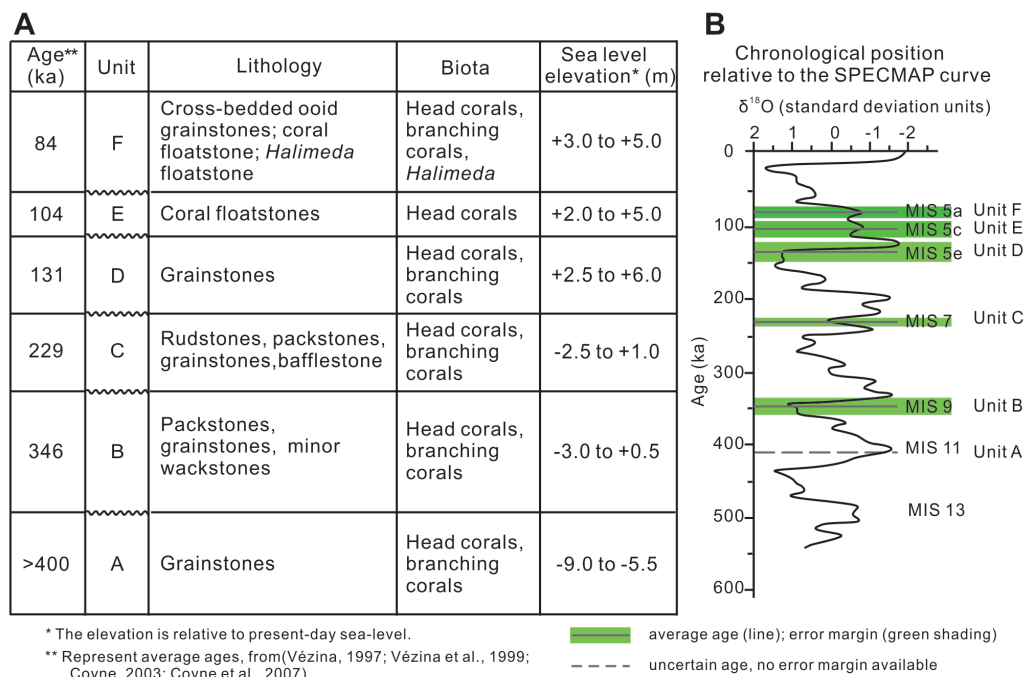 A
Age** (ka)
Unit
Lithology
Biota
Sea level elevation* (m)
84
F
Cross-bedded ooid
grainstones; coral
floatstone; Halimeda
floatstone
Head corals,
branching
corals,
Halimeda
+3.0 to +5.0
104
E
Coral floatstones
Head corals
+2.0 to +5.0
131
D
Grainstones
Head corals,
branching
corals
+2.5 to +6.0
229
C
Rudstones, packstones,
grainstones,bafflestone
Head corals,
branching
corals
-2.5 to +1.0
346
B
Packstones,
grainstones, minor
wackstones
Head corals,
branching
corals
-3.0 to +0.5
>400
A
Grainstones
Head corals,
branching
corals
-9.0 to -5.5
* The elevation is relative to present-day sea-level.
** Represent average ages, from(Vézina, 1997; Vézina et al., 1999;
Coyne, 2003; Coyne et al., 2007)
B
Chronological position
relative to the SPECMAP curve
δ18O (standard deviation units)
2 1 0 -1 -2
Age (ka)
0
100
200
300
400
500
600
MIS 5a Unit F
MIS 5c Unit E
MIS 5e Unit D
MIS 7 Unit C
MIS 9 Unit B
MIS 11 Unit A
MIS 13
average age (line); error margin (green shading)
uncertain age, no error margin available